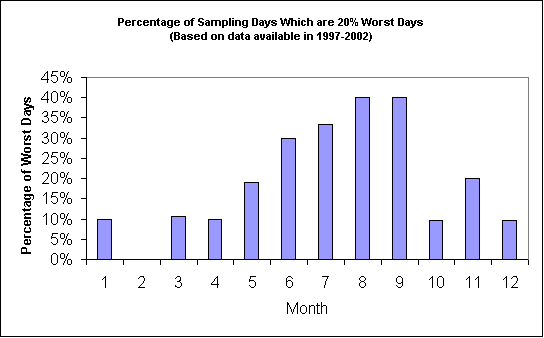 Percentage of Sampling Days Which are 20% Worst Days
(Based on data available in 1997-2002)
45%
40%
35%
30%
25%
20%
15%
10%
5%
0%
Percentage of Worst Days
1 2 3 4 5 6 7 8 9 10 11 12
Month